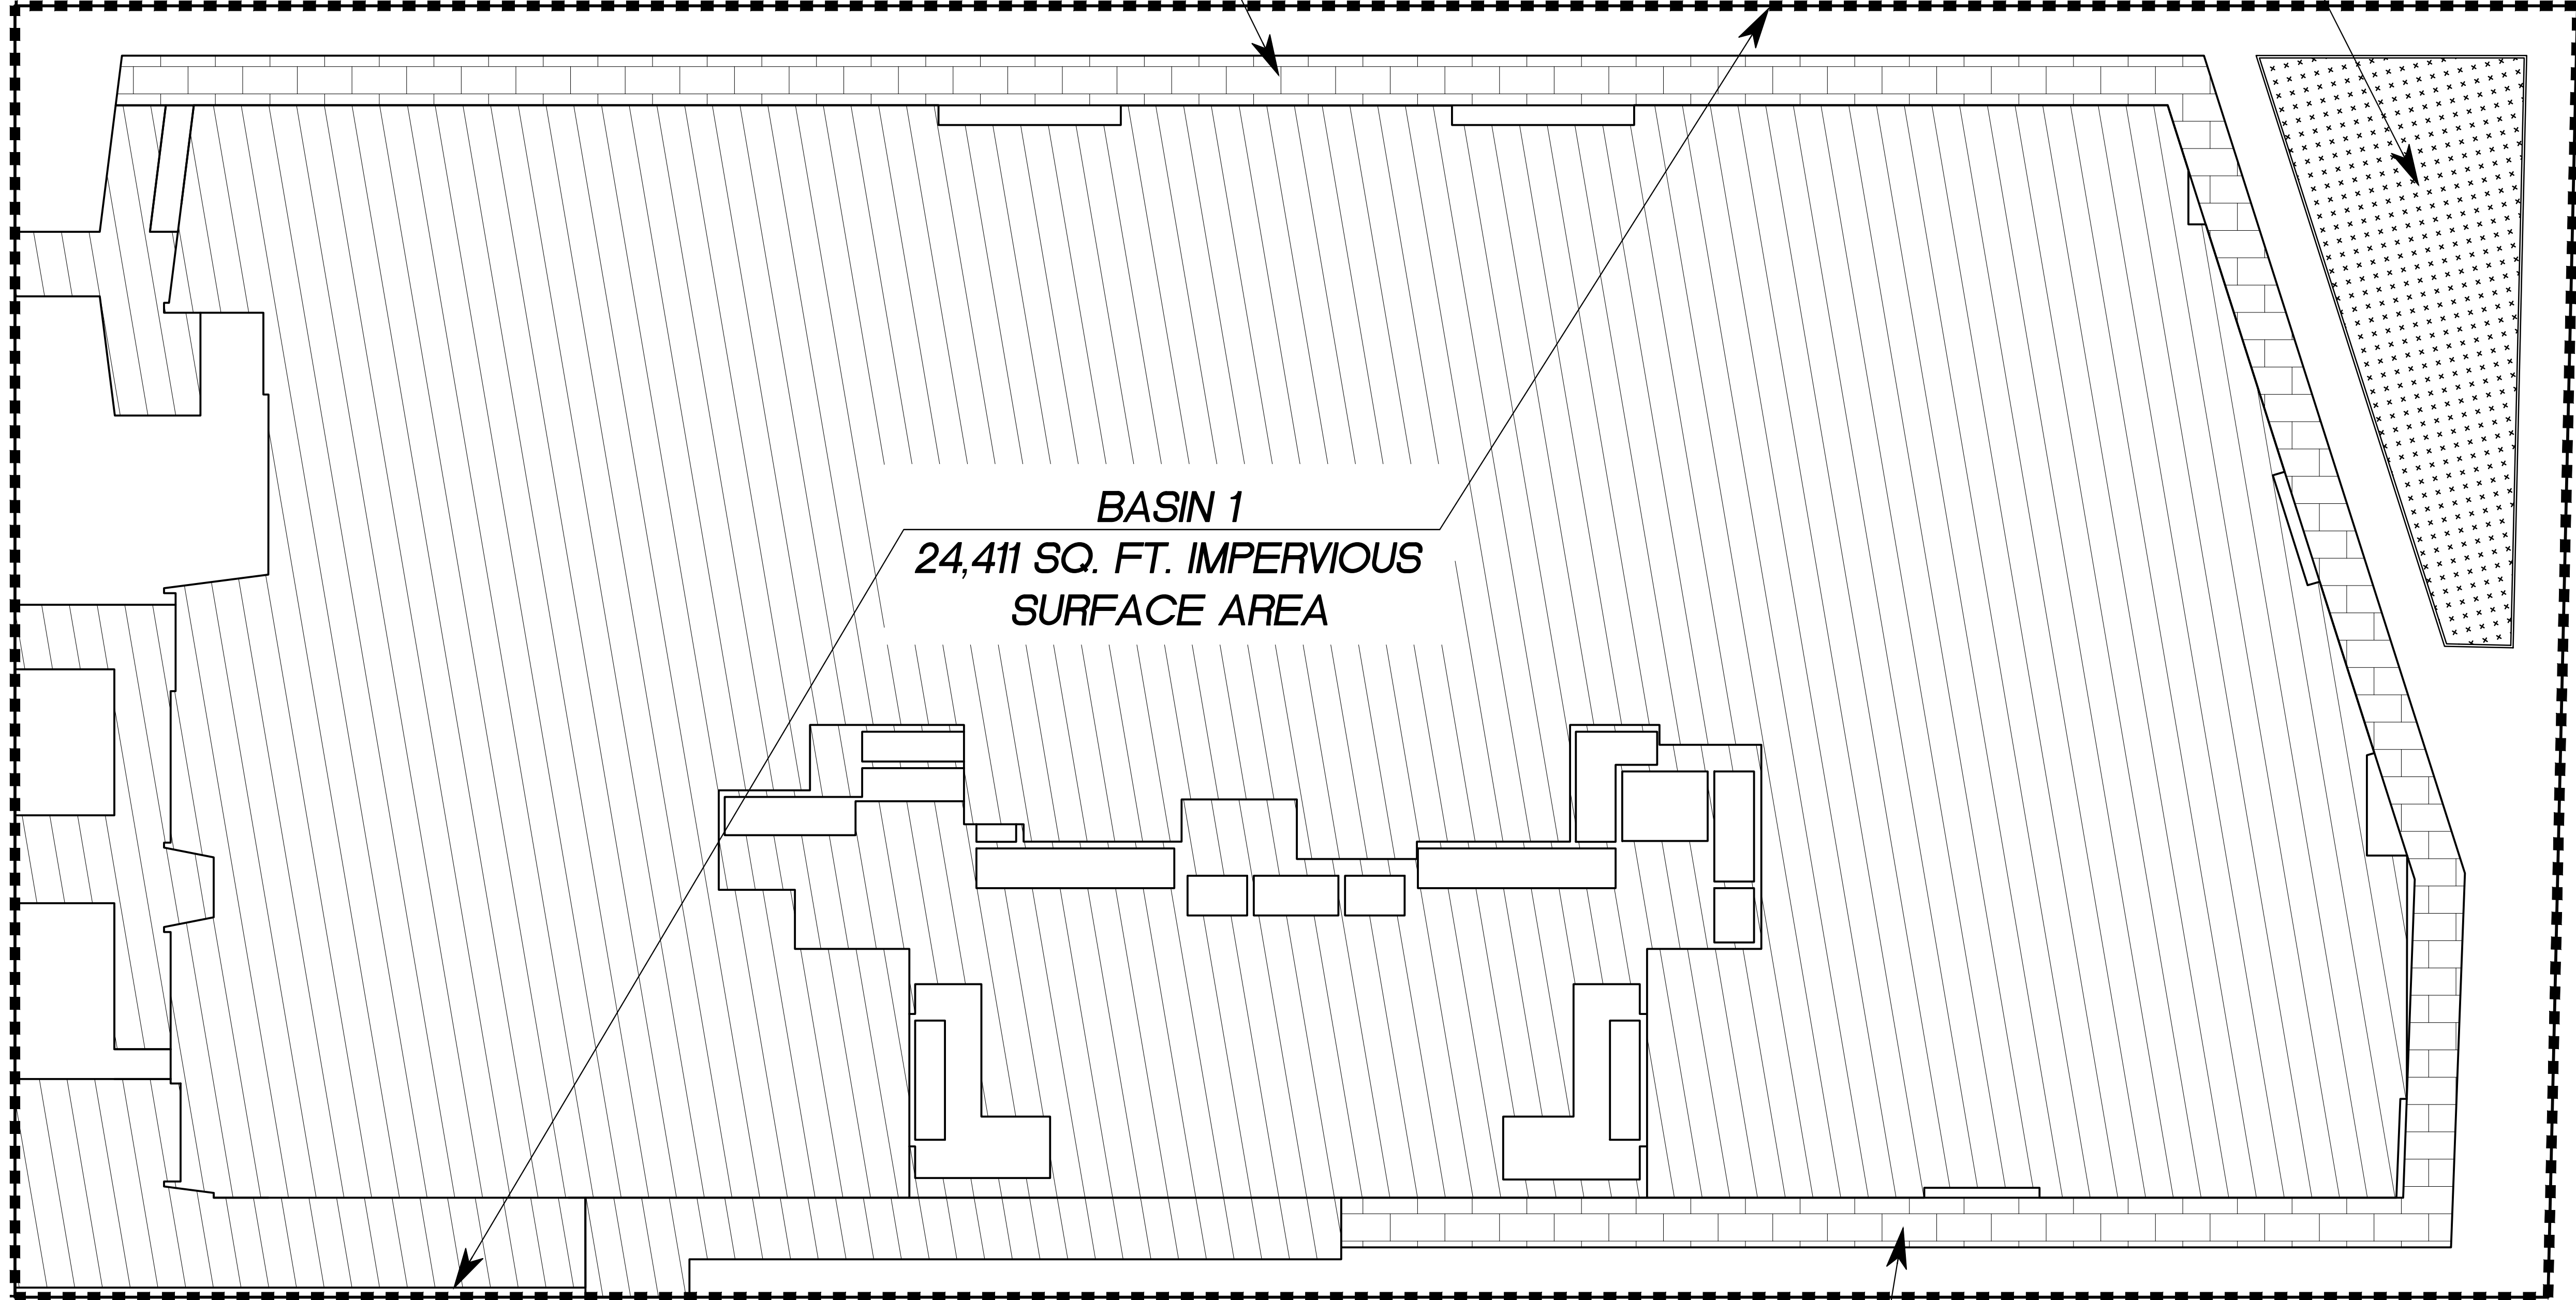 BASIN 1
24,411 SQ. FT. IMPERVIOUS
SURFACE AREA